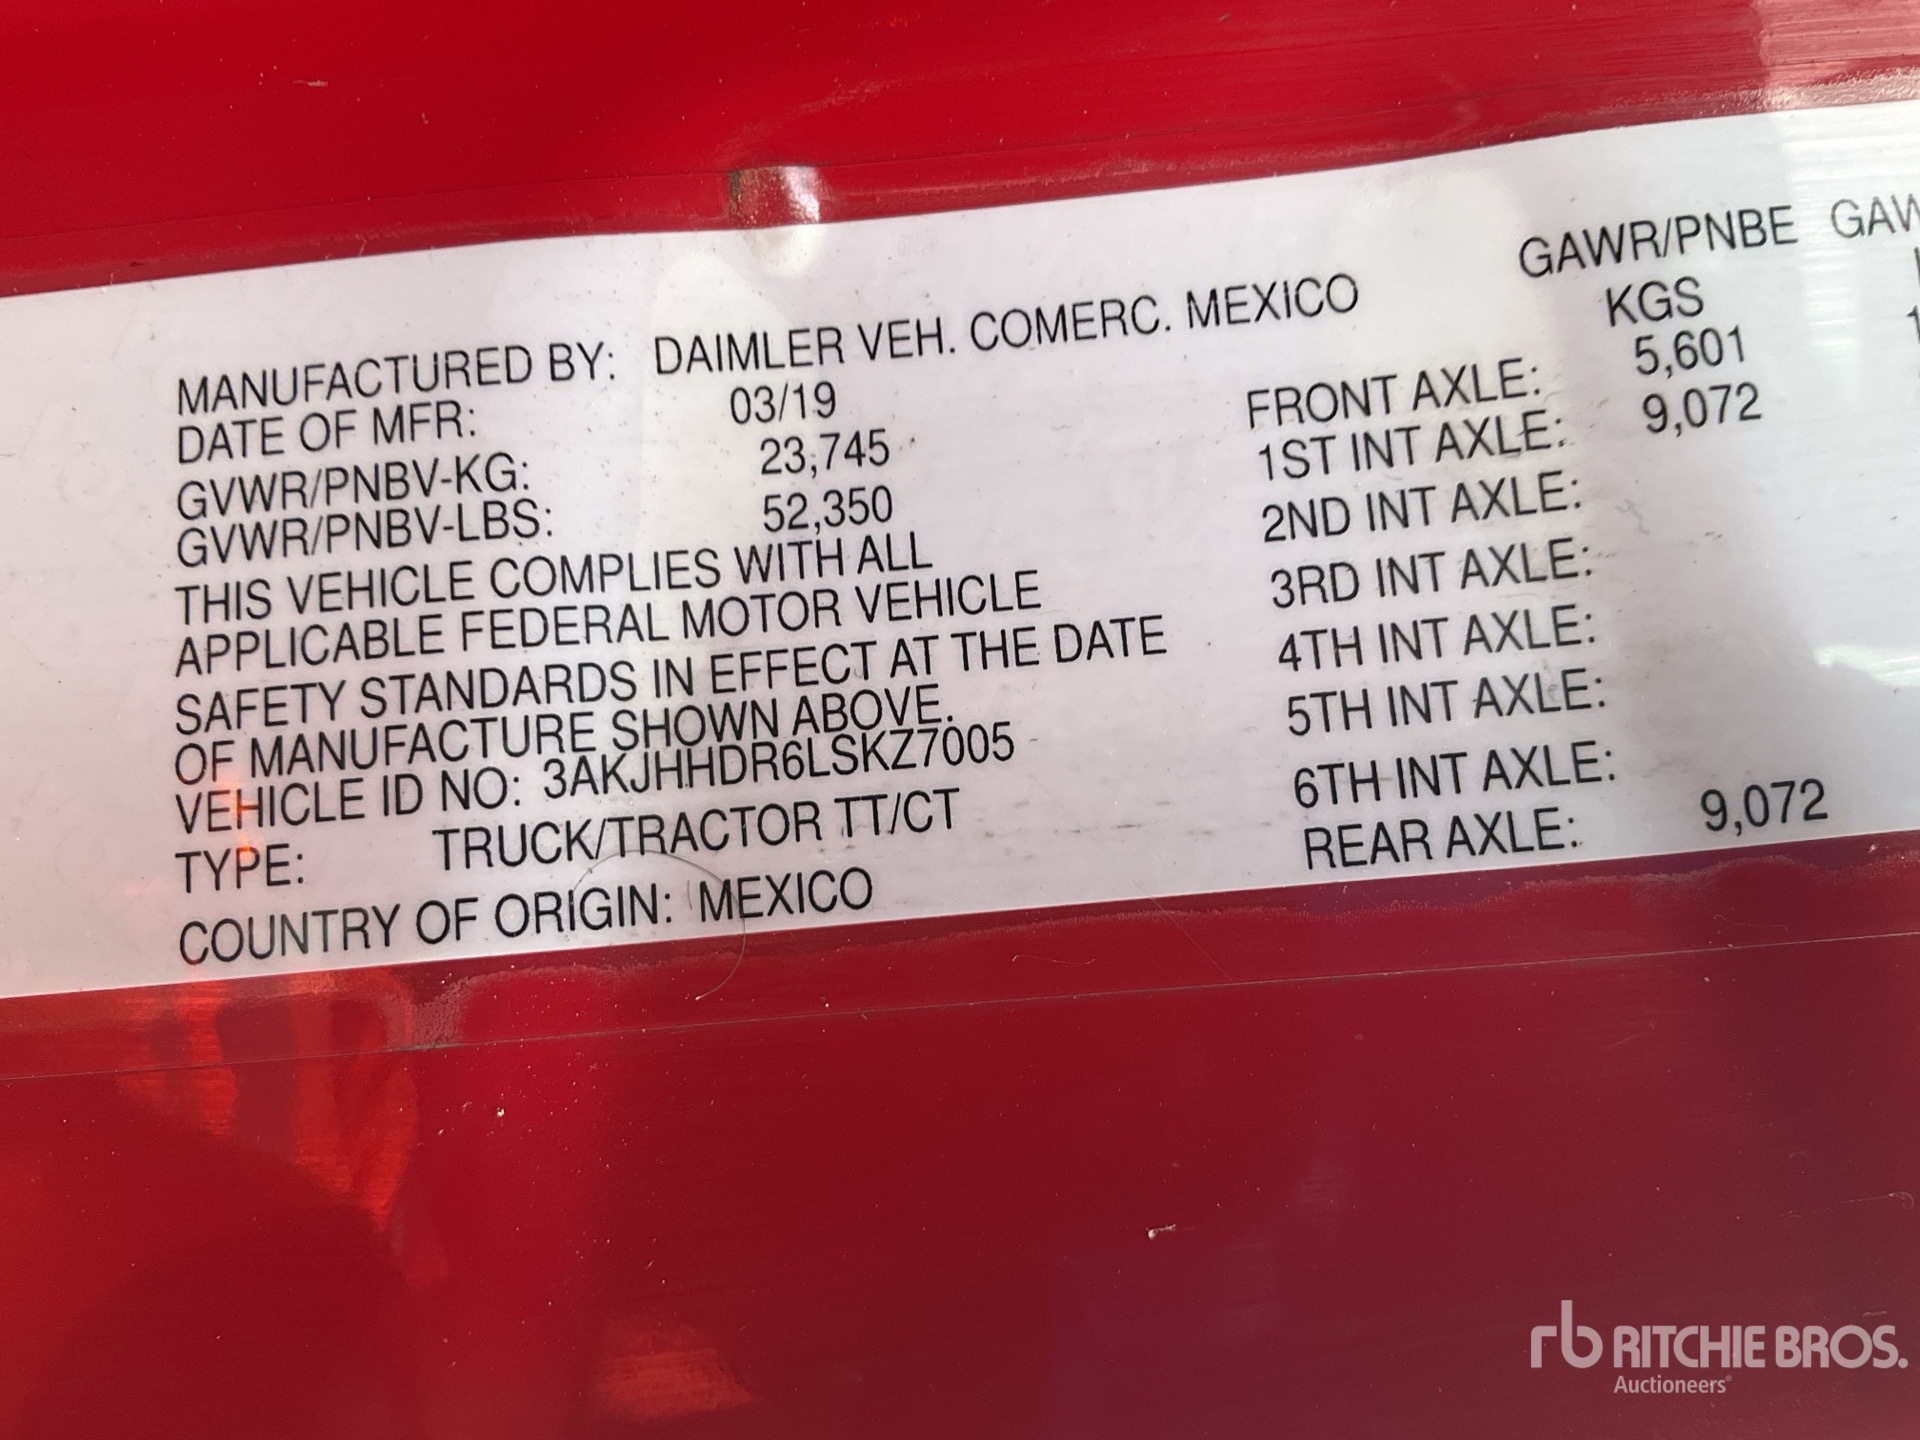 MANUFACTURED BY: DAIMLER VEH. COMERC. MEXICO
DATE OF MFR: 03/19
GVWR/PNBV-KG: 23,745
GVWR/PNBV-LBS: 52,350
THIS VEHICLE COMPLIES WITH ALL
APPLICABLE FEDERAL MOTOR VEHICLE
SAFETY STANDARDS IN EFFECT AT THE DATE
OF MANUFACTURE SHOWN ABOVE.
VEHICLE ID NO: 3AKJHHDR6LSKZ7005
TYPE: TRUCK/TRACTOR TT/CT
COUNTRY OF ORIGIN: MEXICO
GAWR/PNBE
KGS
FRONT AXLE: 5,601
1ST INT AXLE: 9,072
2ND INT AXLE:
3RD INT AXLE:
4TH INT AXLE:
5TH INT AXLE:
6TH INT AXLE:
REAR AXLE: 9,072
rb RITCHIE BROS.
Auctioneers